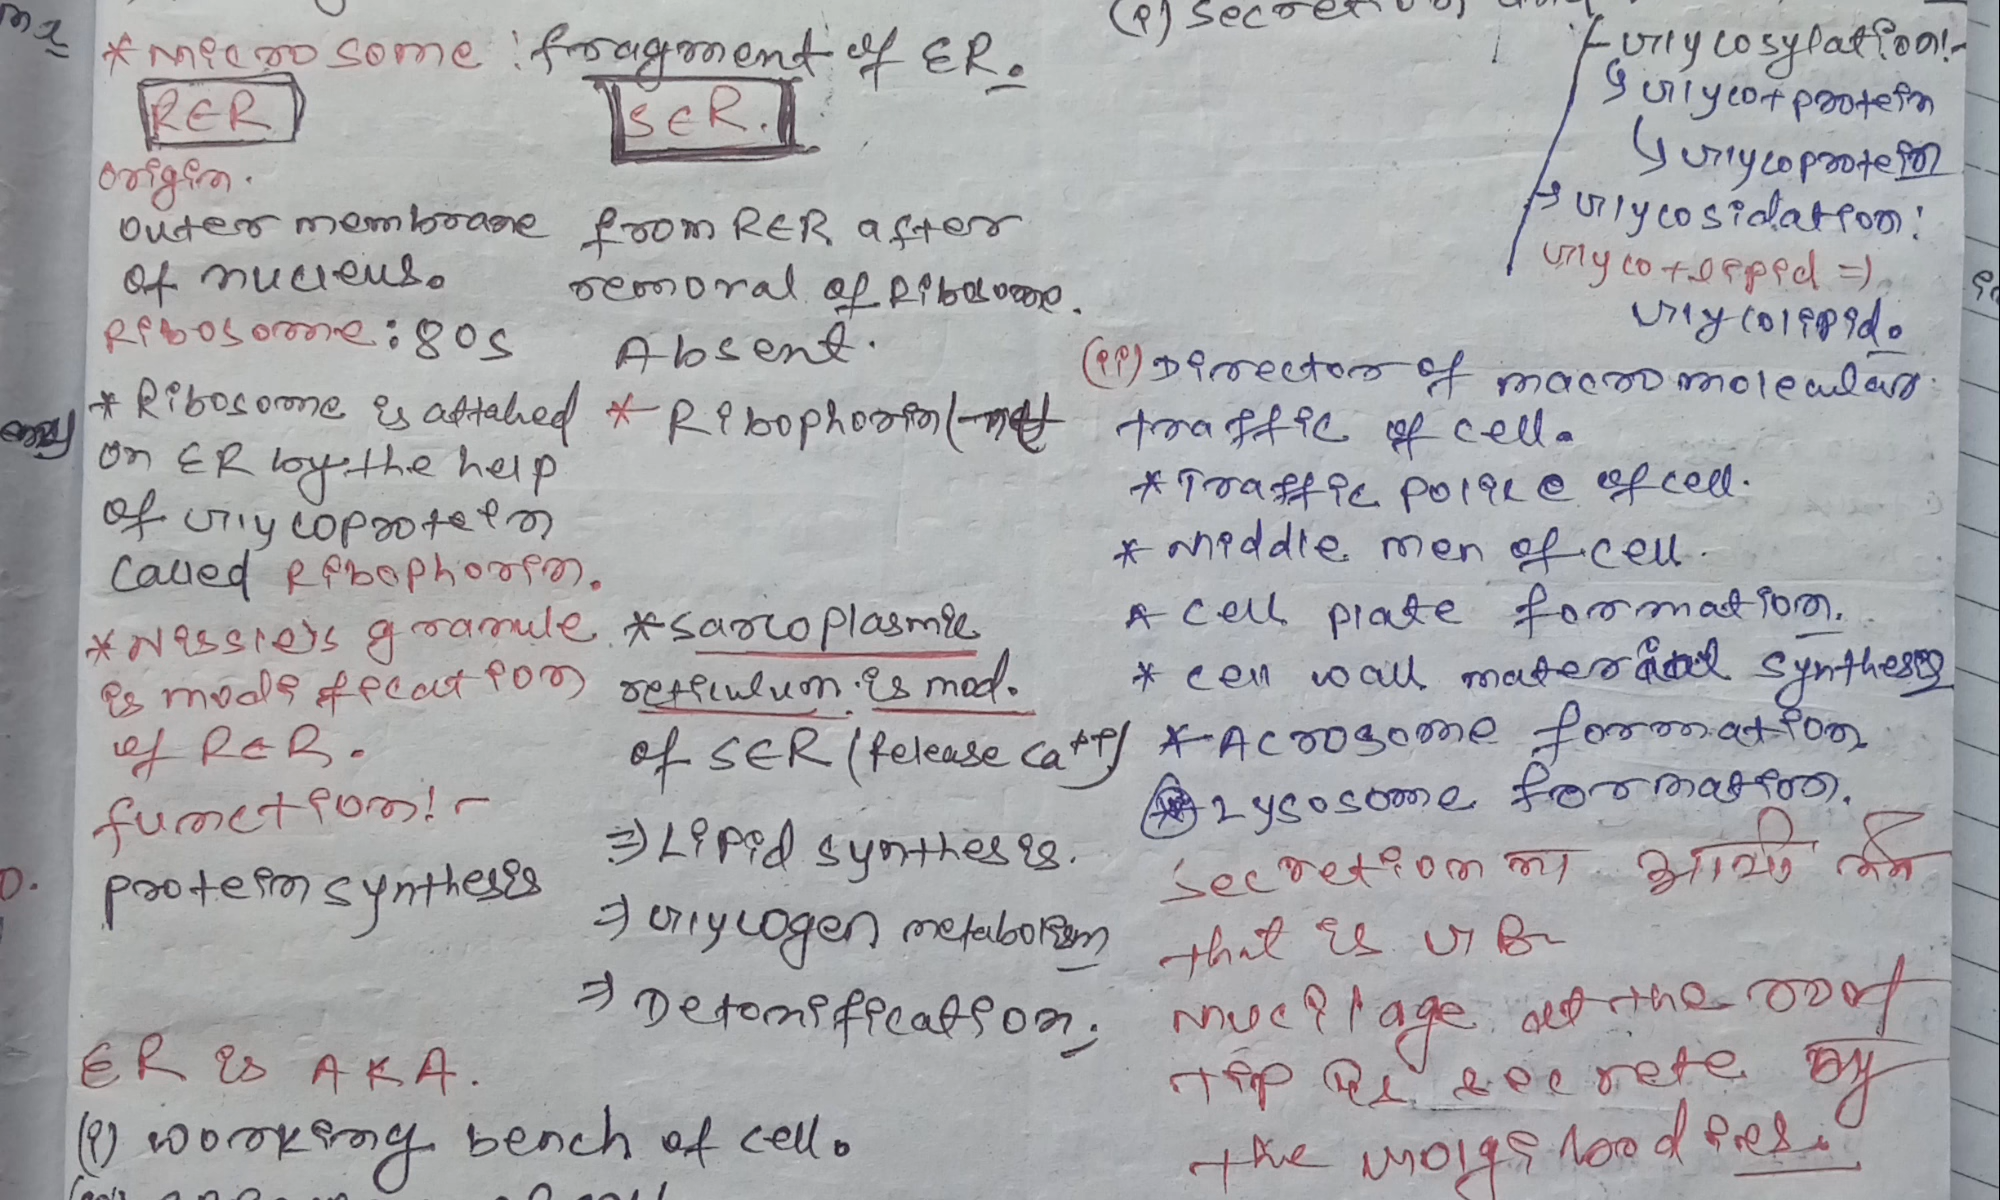 * Microsome : fragment of ER.
RER
SER.
origin.
outer membrane from RER after
of nucleus. removal of Ribosome.
Ribosome : 80s Absent.
* Ribosome is attahed * Ribophorin (-
on ER by the help
of Glycoprotein
called Ribophorin.
* Nissle's granule * sarcoplasmic
is modification reticulum is mod.
of RER. of SER (Release Ca++)
function! -
⇒ Lipid synthesis.
protein synthesis
⇒ Glycogen metabolism
⇒ Detonification.
ER is AKA.
(i) working bench of cell.
(i) secretion
Glycosylation! -
↳ Glyco + protein
↳ Glycoprotein
→ Glycosidation!
Glyco + lipid ⇒
Glycolipid.
(ii) Director of macromolecular
traffic of cell.
* Traffic police of cell.
* middle men of cell.
* cell plate formation.
* cell wall material synthesis
* Acrosome formation
* Lysosome formation.
secretion
that is GB
mucilage at the root
tip is secrete by
the Golgi bodies.